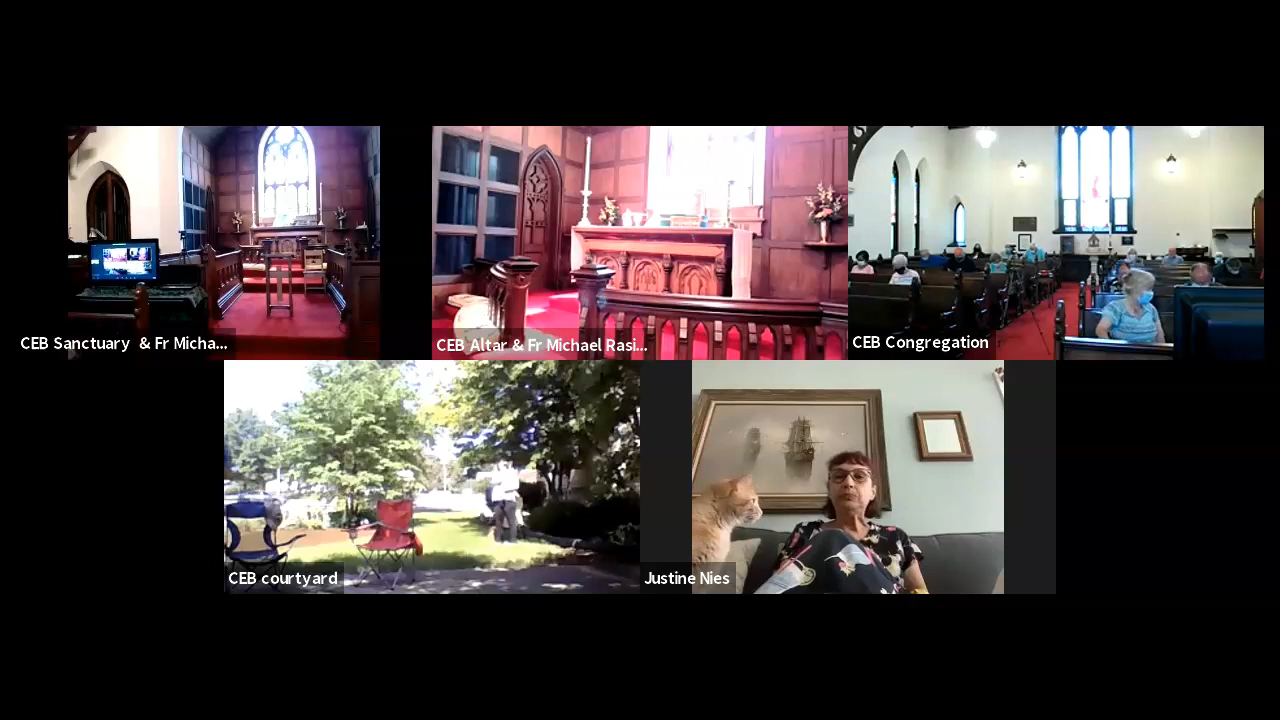 CEB Sanctuary & Fr Micha...
CEB Altar & Fr Michael Rasi...
CEB Congregation
CEB courtyard
Justine Nies